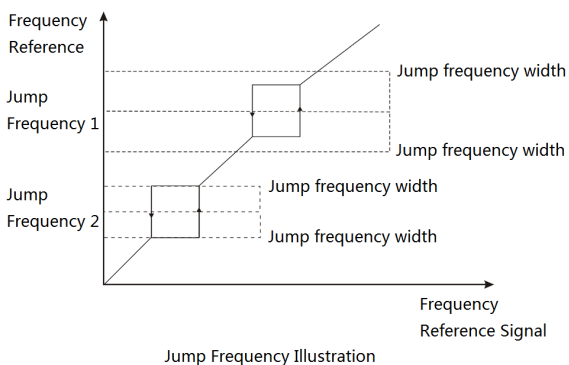 Frequency
Reference
Jump frequency width
Jump
Frequency 1
Jump frequency width
Jump frequency width
Jump
Frequency 2
Jump frequency width
Frequency
Reference Signal
Jump Frequency Illustration